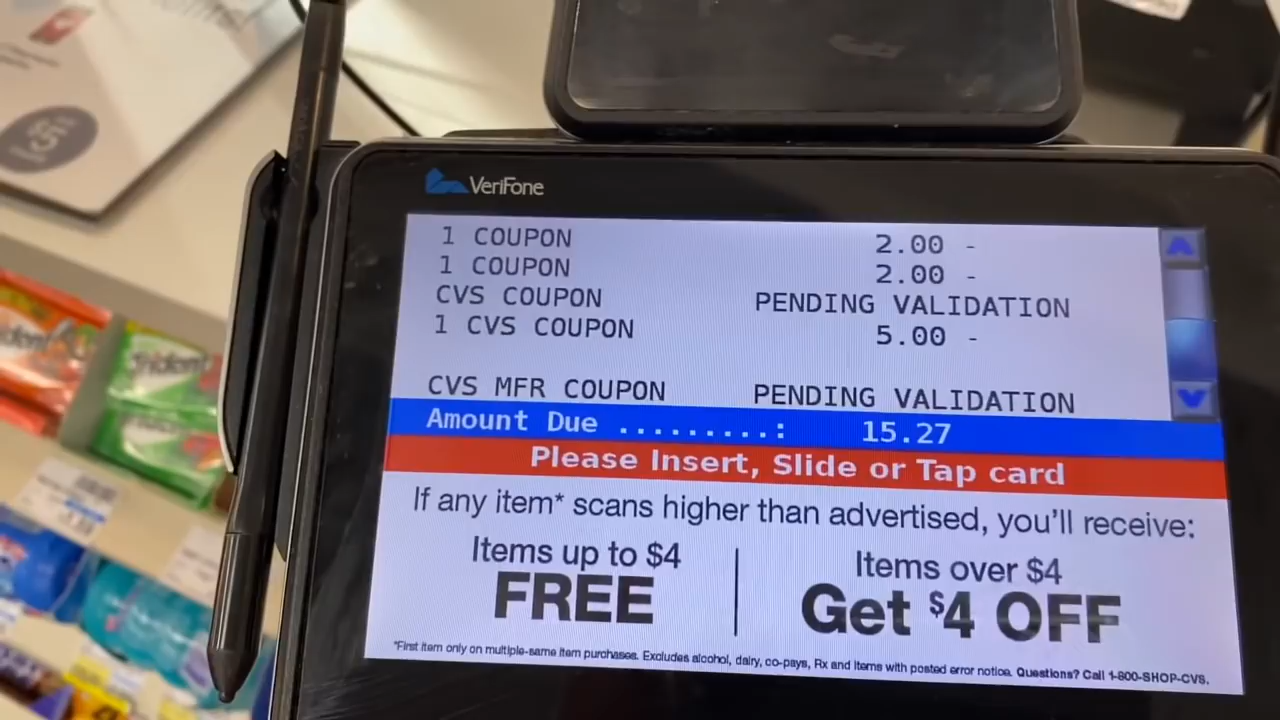 VeriFone
1 COUPON 2.00 -
1 COUPON 2.00 -
CVS COUPON PENDING VALIDATION
1 CVS COUPON 5.00 -
CVS MFR COUPON PENDING VALIDATION
Amount Due .........: 15.27
Please Insert, Slide or Tap card
If any item* scans higher than advertised, you'll receive:
Items up to $4
FREE
Items over $4
Get $4 OFF
*First item only on multiple-same item purchases. Excludes alcohol, dairy, co-pays, Rx and items with posted error notice. Questions? Call 1-800-SHOP-CVS.
trident